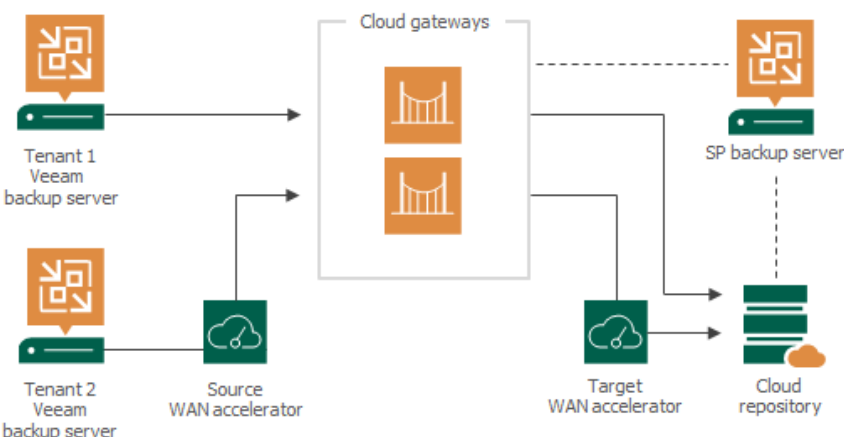 Cloud gateways
Tenant 1
Veeam
backup server
SP backup server
Tenant 2
Veeam
backup server
Source
WAN accelerator
Target
WAN accelerator
Cloud
repository